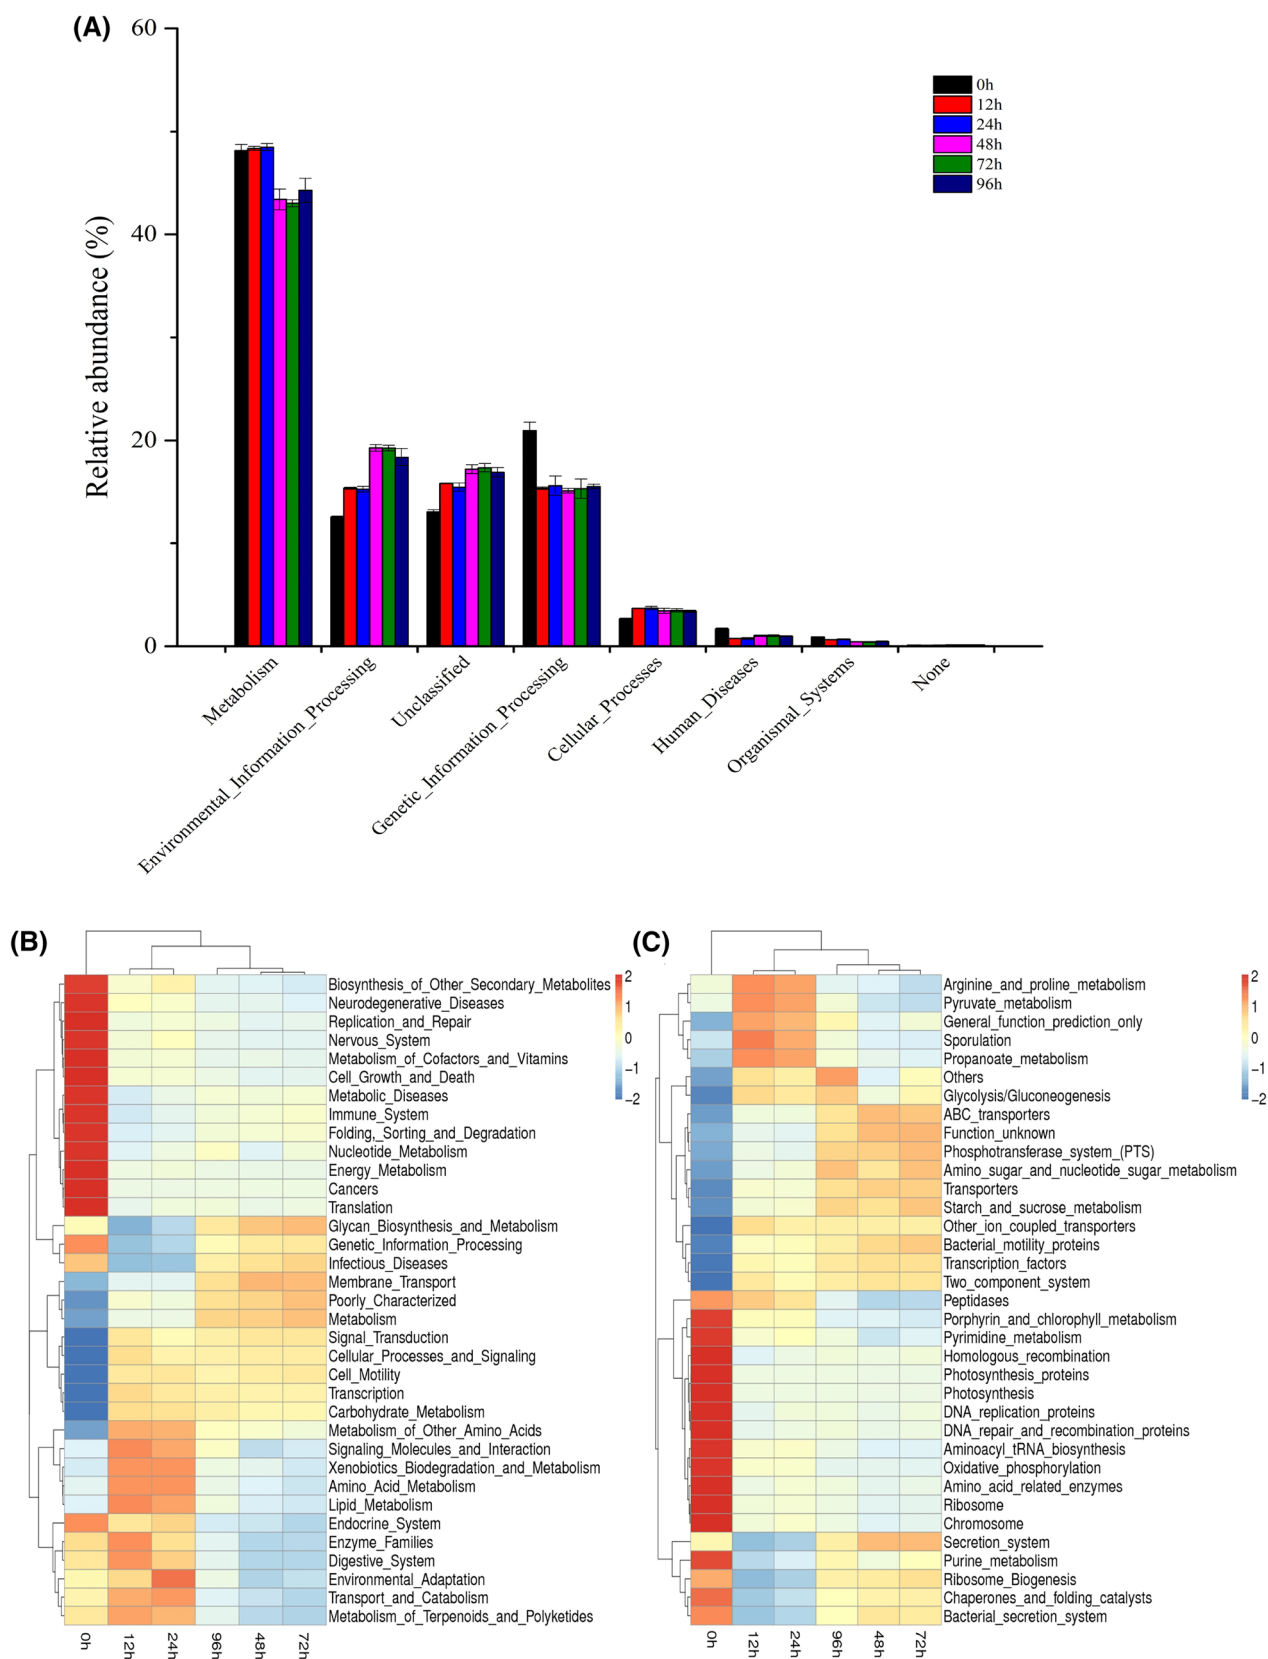 (A)
60
40
20
0
Relative abundance (%)
0h
12h
24h
48h
72h
96h
Metabolism
Environmental_Information_Processing
Unclassified
Genetic_Information_Processing
Cellular_Processes
Human_Diseases
Organismal_Systems
None
(B)
2
1
0
−1
−2
Biosynthesis_of_Other_Secondary_Metabolites
Neurodegenerative_Diseases
Replication_and_Repair
Nervous_System
Metabolism_of_Cofactors_and_Vitamins
Cell_Growth_and_Death
Metabolic_Diseases
Immune_System
Folding,_Sorting_and_Degradation
Nucleotide_Metabolism
Energy_Metabolism
Cancers
Translation
Glycan_Biosynthesis_and_Metabolism
Genetic_Information_Processing
Infectious_Diseases
Membrane_Transport
Poorly_Characterized
Metabolism
Signal_Transduction
Cellular_Processes_and_Signaling
Cell_Motility
Transcription
Carbohydrate_Metabolism
Metabolism_of_Other_Amino_Acids
Signaling_Molecules_and_Interaction
Xenobiotics_Biodegradation_and_Metabolism
Amino_Acid_Metabolism
Lipid_Metabolism
Endocrine_System
Enzyme_Families
Digestive_System
Environmental_Adaptation
Transport_and_Catabolism
Metabolism_of_Terpenoids_and_Polyketides
0h
12h
24h
96h
48h
72h
(C)
2
1
0
−1
−2
Arginine_and_proline_metabolism
Pyruvate_metabolism
General_function_prediction_only
Sporulation
Propanoate_metabolism
Others
Glycolysis/Gluconeogenesis
ABC_transporters
Function_unknown
Phosphotransferase_system_(PTS)
Amino_sugar_and_nucleotide_sugar_metabolism
Transporters
Starch_and_sucrose_metabolism
Other_ion_coupled_transporters
Bacterial_motility_proteins
Transcription_factors
Two_component_system
Peptidases
Porphyrin_and_chlorophyll_metabolism
Pyrimidine_metabolism
Homologous_recombination
Photosynthesis_proteins
Photosynthesis
DNA_replication_proteins
DNA_repair_and_recombination_proteins
Aminoacyl_tRNA_biosynthesis
Oxidative_phosphorylation
Amino_acid_related_enzymes
Ribosome
Chromosome
Secretion_system
Purine_metabolism
Ribosome_Biogenesis
Chaperones_and_folding_catalysts
Bacterial_secretion_system
0h
12h
24h
96h
48h
72h